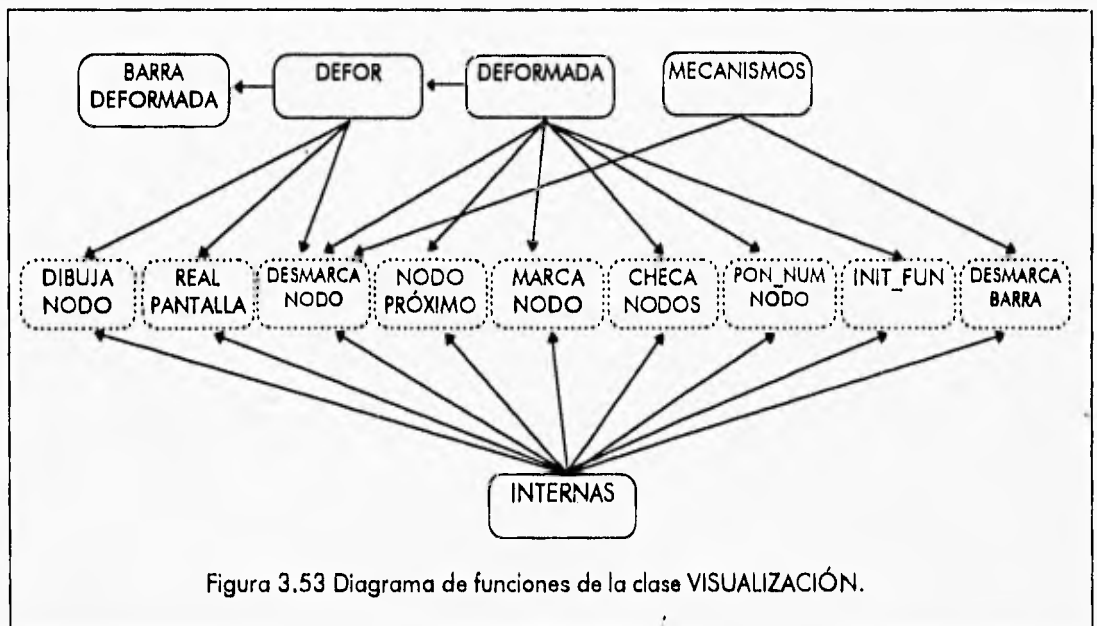 BARRA
DEFORMADA
DEFOR
DEFORMADA
MECANISMOS
DIBUJA
NODO
REAL
PANTALLA
DESMARCA
NODO
NODO
PRÓXIMO
MARCA
NODO
CHECA
NODOS
PON_NUM
NODO
INIT_FUN
DESMARCA
BARRA
INTERNAS
Figura 3.53 Diagrama de funciones de la clase VISUALIZACIÓN.